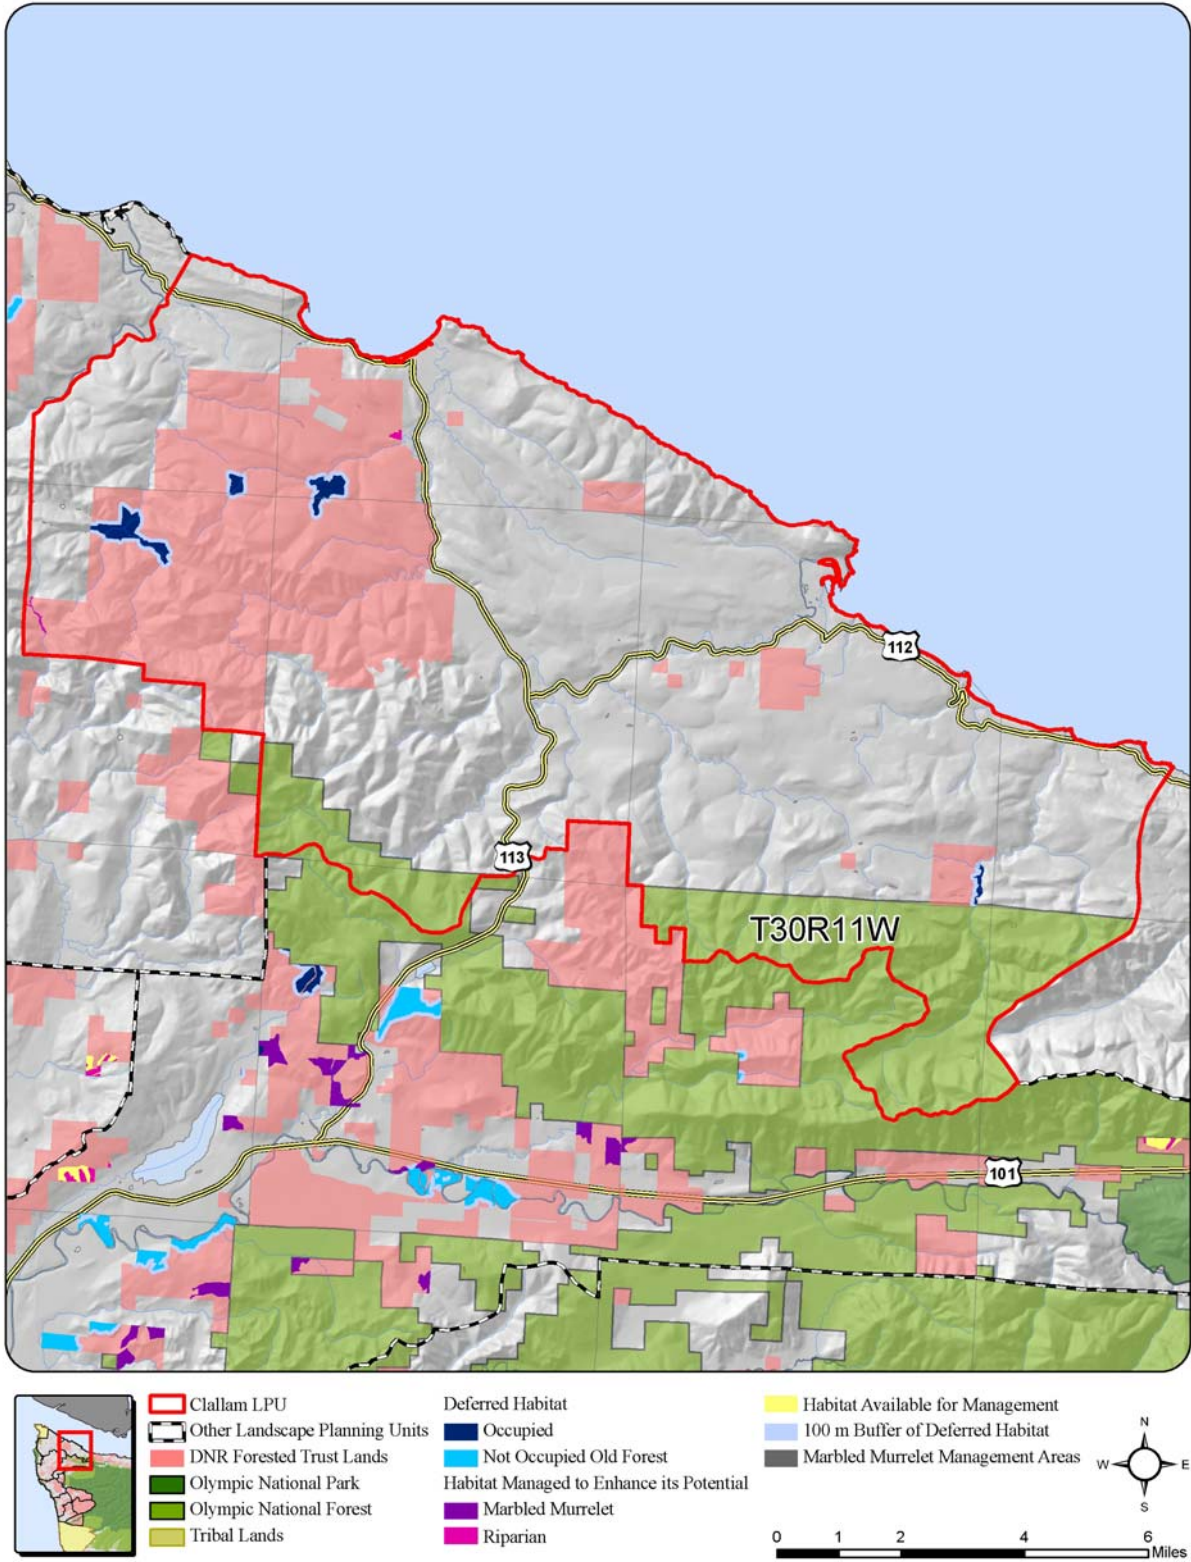 112
113
T30R11W
101
Clallam LPU
Other Landscape Planning Units
DNR Forested Trust Lands
Olympic National Park
Olympic National Forest
Tribal Lands
Deferred Habitat
Occupied
Not Occupied Old Forest
Habitat Managed to Enhance its Potential
Marbled Murrelet
Riparian
Habitat Available for Management
100 m Buffer of Deferred Habitat
Marbled Murrelet Management Areas
N
W E
S
0 1 2 4 6
Miles